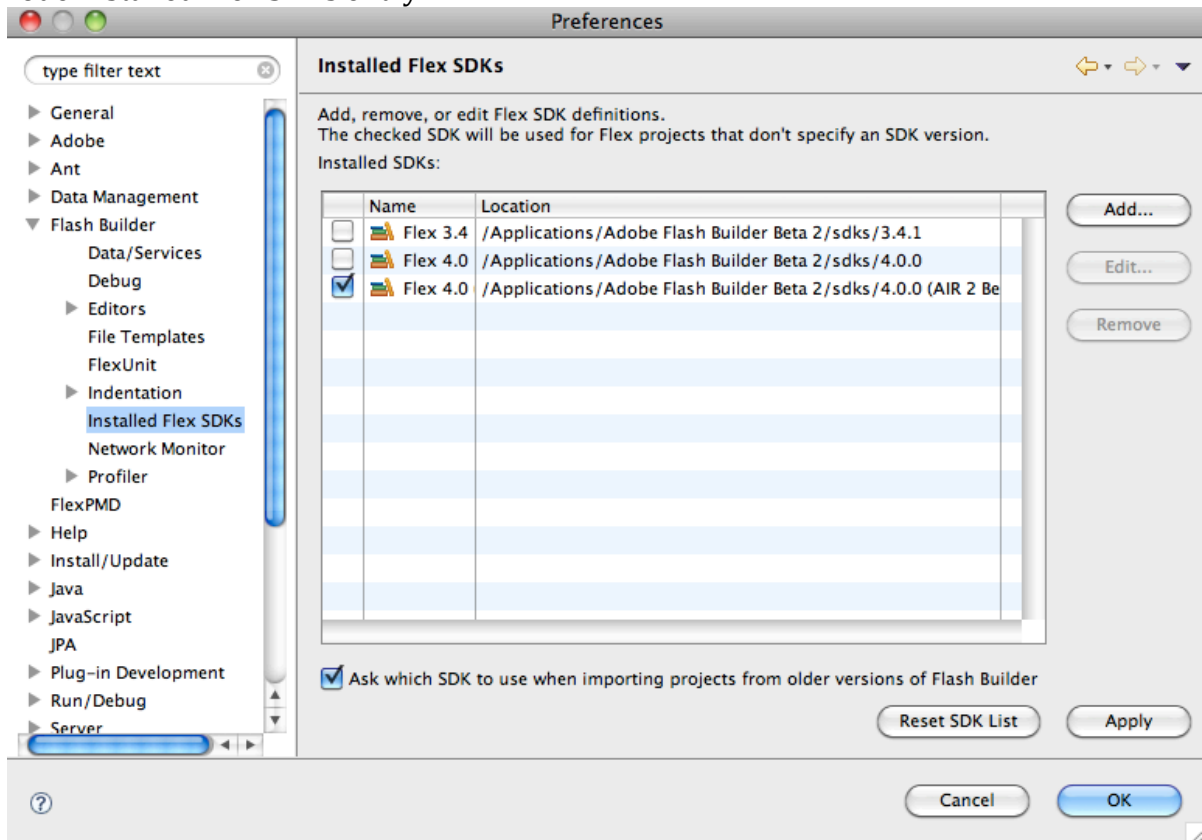 Preferences
type filter text
General
Adobe
Ant
Data Management
Flash Builder
Data/Services
Debug
Editors
File Templates
FlexUnit
Indentation
Installed Flex SDKs
Network Monitor
Profiler
FlexPMD
Help
Install/Update
Java
JavaScript
JPA
Plug-in Development
Run/Debug
Server
Installed Flex SDKs
Add, remove, or edit Flex SDK definitions.
The checked SDK will be used for Flex projects that don't specify an SDK version.
Installed SDKs:
Name Location
Flex 3.4 /Applications/Adobe Flash Builder Beta 2/sdks/3.4.1
Flex 4.0 /Applications/Adobe Flash Builder Beta 2/sdks/4.0.0
Flex 4.0 /Applications/Adobe Flash Builder Beta 2/sdks/4.0.0 (AIR 2 Be
Add...
Edit...
Remove
Ask which SDK to use when importing projects from older versions of Flash Builder
Reset SDK List
Apply
?
Cancel
OK